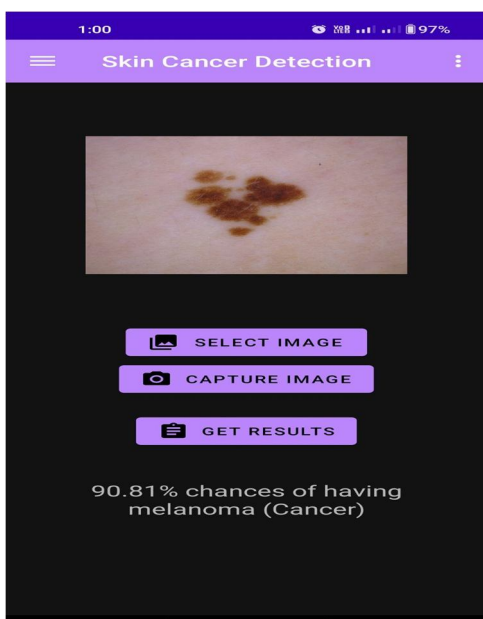 1:00 97%
Skin Cancer Detection
SELECT IMAGE
CAPTURE IMAGE
GET RESULTS
90.81% chances of having
melanoma (Cancer)